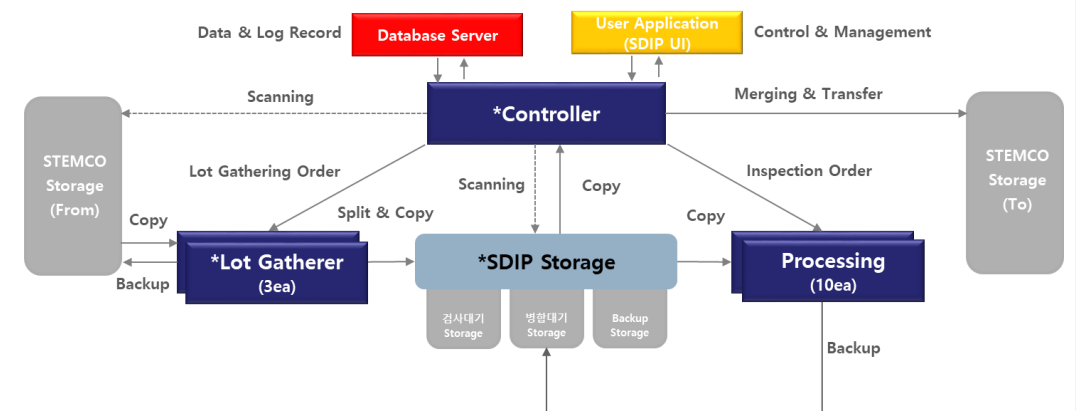 Data & Log Record
Database Server
User Application
(SDIP UI)
Control & Management
Scanning
*Controller
Merging & Transfer
STEMCO
Storage
(From)
STEMCO
Storage
(To)
Lot Gathering Order
Scanning
Copy
Inspection Order
Copy
Split & Copy
Copy
*Lot Gatherer
(3ea)
*SDIP Storage
Processing
(10ea)
Backup
검사대기
Storage
병합대기
Storage
Backup
Storage
Backup